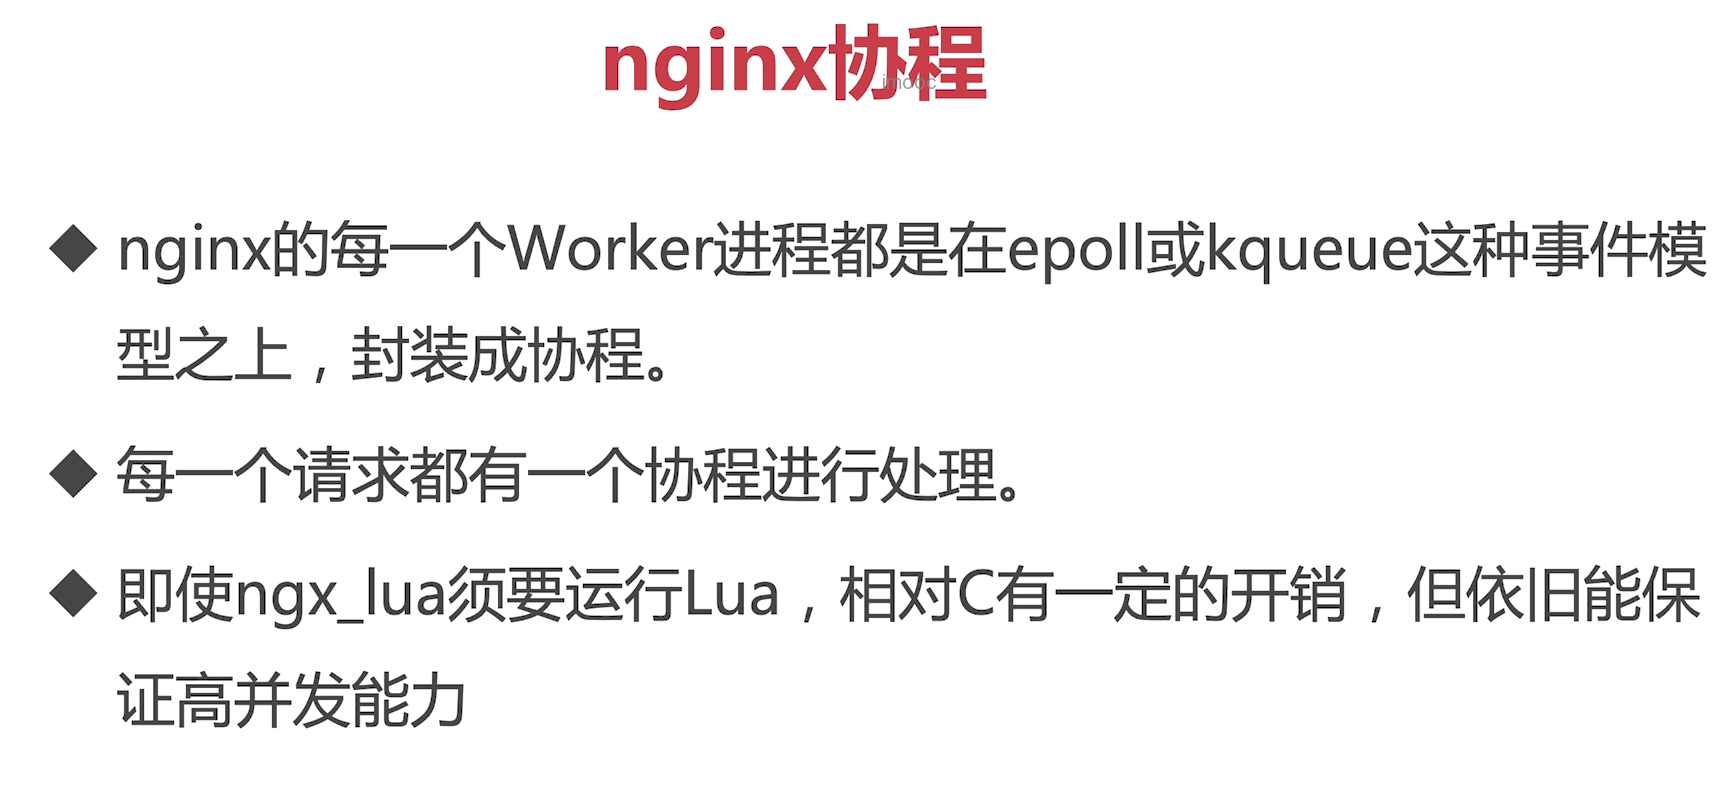 nginx协程
imooc
◆ nginx的每一个Worker进程都是在epoll或kqueue这种事件模
型之上，封装成协程。
◆ 每一个请求都有一个协程进行处理。
◆ 即使ngx_lua须要运行Lua，相对C有一定的开销，但依旧能保
证高并发能力